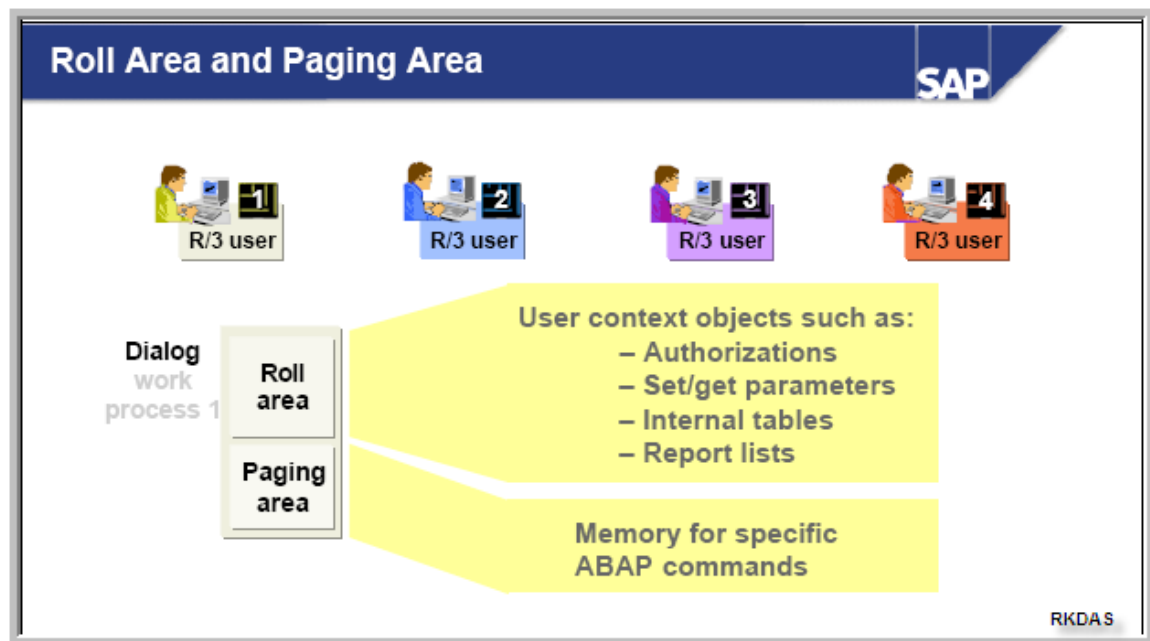 Roll Area and Paging Area
SAP
1
R/3 user
2
R/3 user
3
R/3 user
4
R/3 user
Dialog
work
process 1
Roll
area
Paging
area
User context objects such as:
– Authorizations
– Set/get parameters
– Internal tables
– Report lists
Memory for specific
ABAP commands
RKDAS